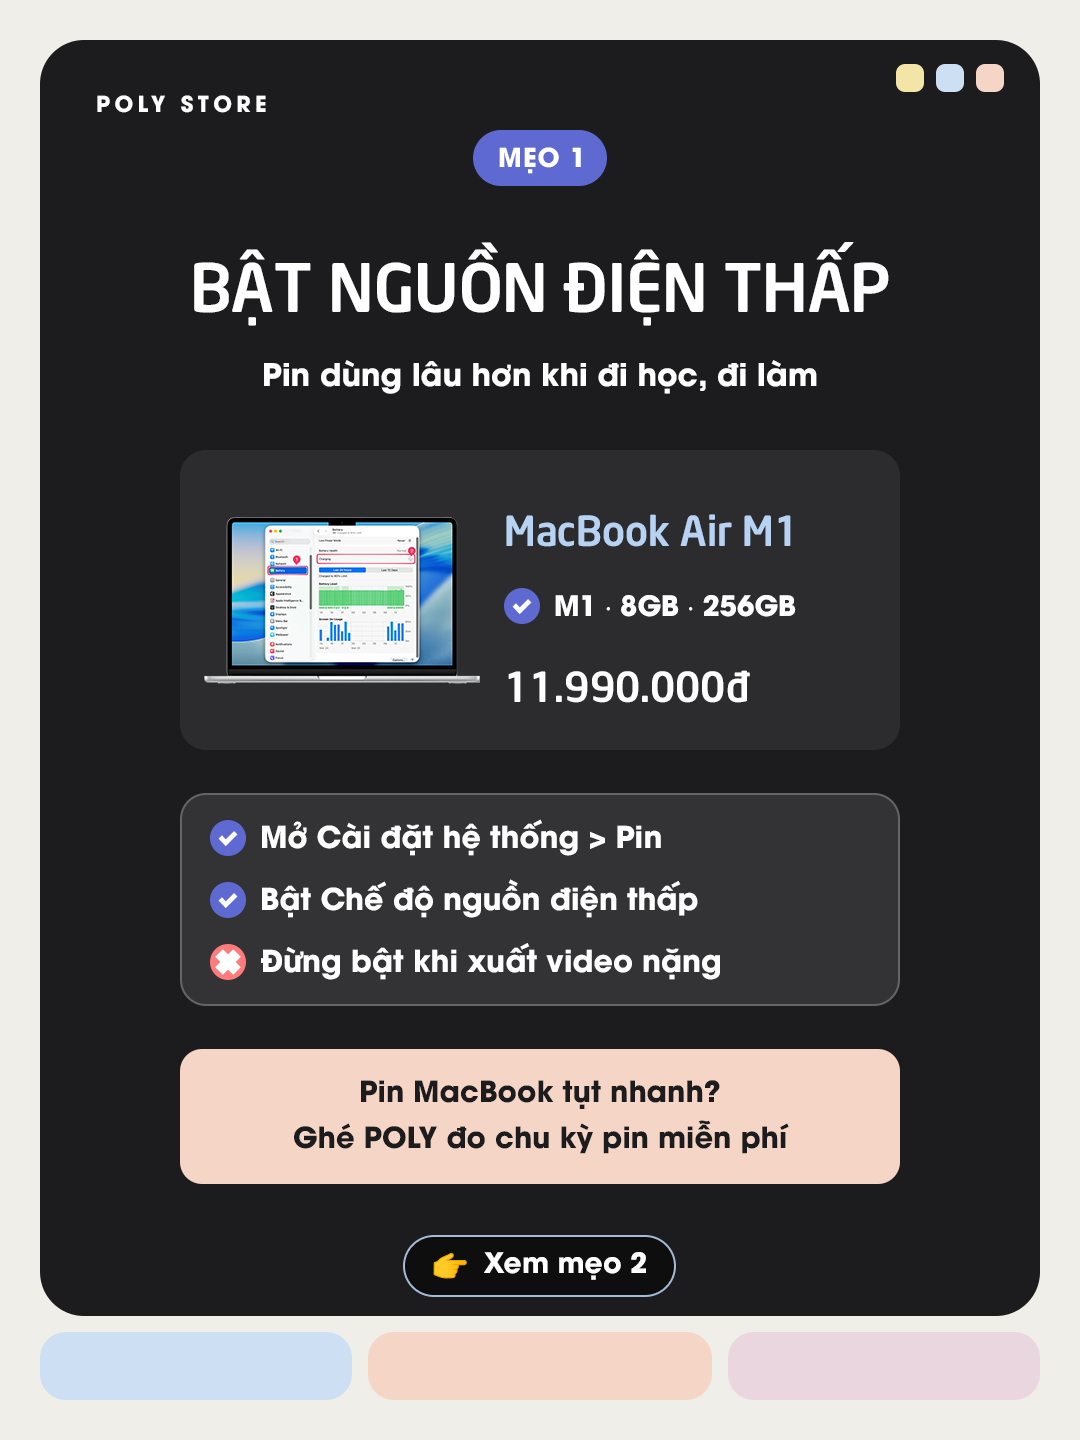 POLY STORE
MẸO 1
BẬT NGUỒN ĐIỆN THẤP
Pin dùng lâu hơn khi đi học, đi làm
MacBook Air M1
M1 · 8GB · 256GB
11.990.000đ
Mở Cài đặt hệ thống > Pin
Bật Chế độ nguồn điện thấp
Đừng bật khi xuất video nặng
Pin MacBook tụt nhanh?
Ghé POLY đo chu kỳ pin miễn phí
Xem mẹo 2